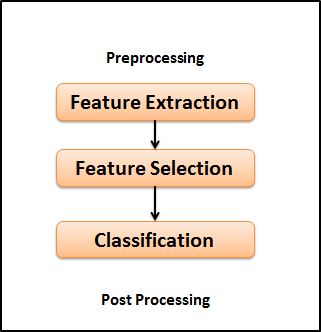 Preprocessing
Feature Extraction
Feature Selection
Classification
Post Processing